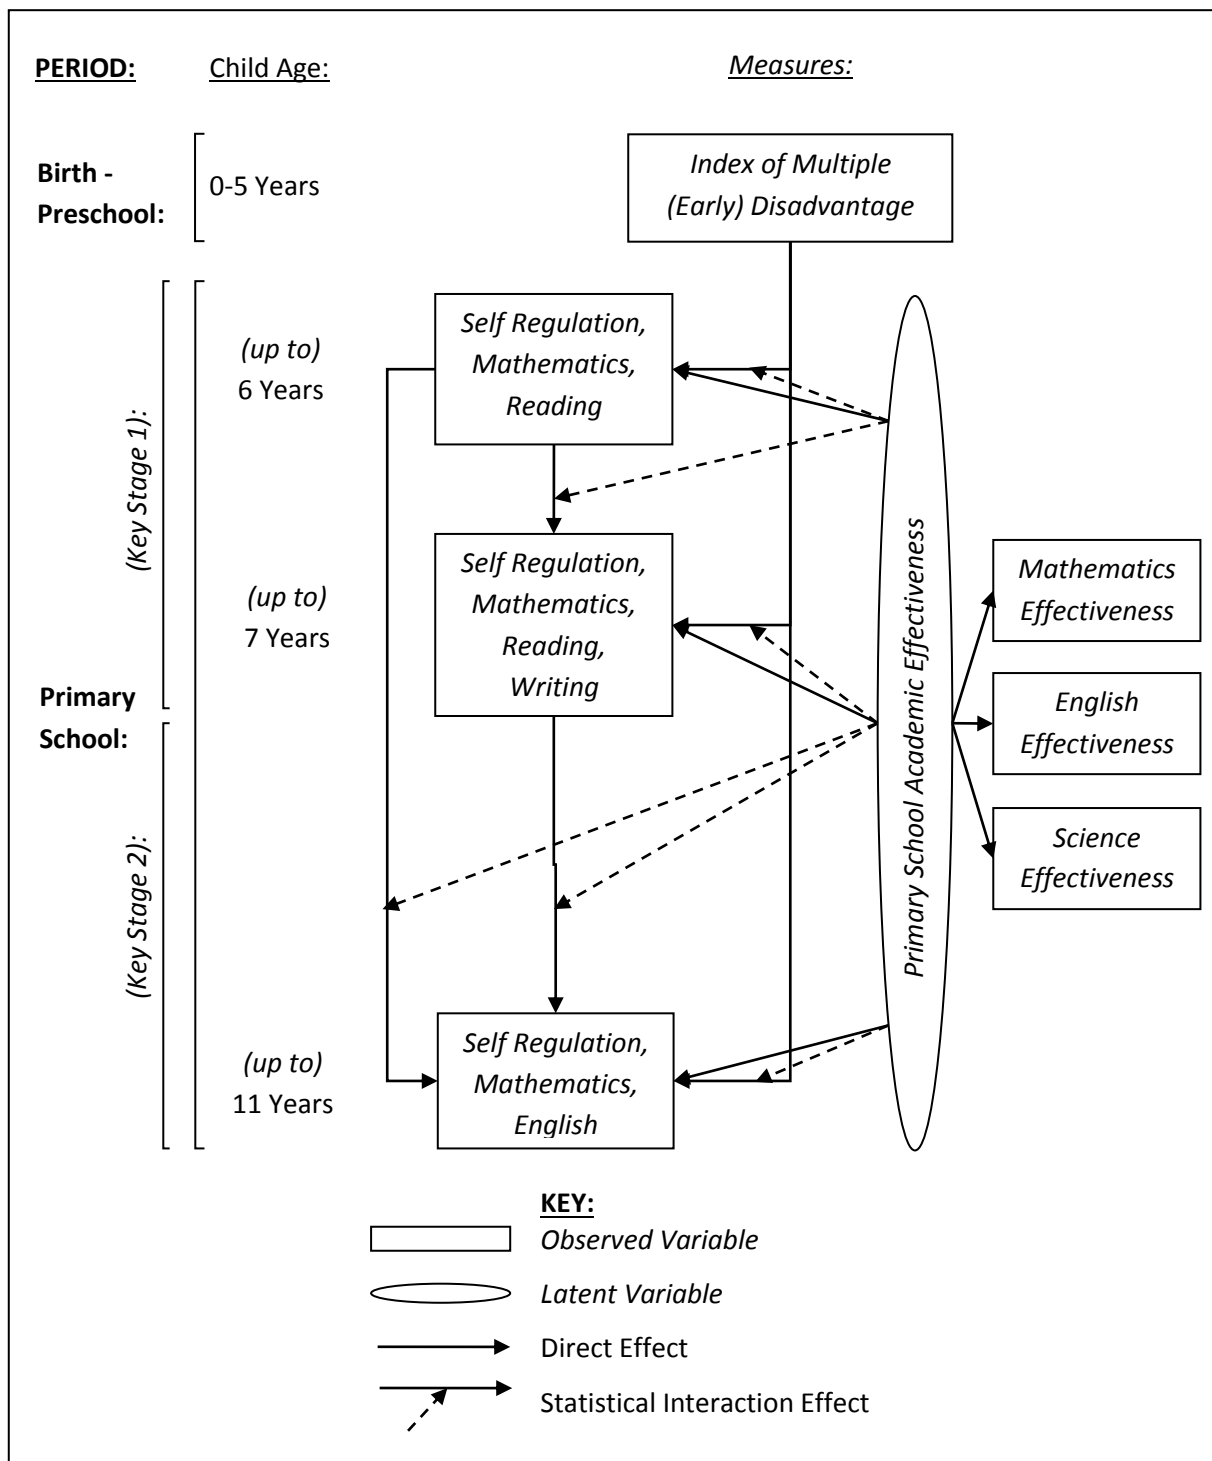 PERIOD:
Child Age:
Measures:
Birth -
Preschool:
0-5 Years
Index of Multiple
(Early) Disadvantage
(Key Stage 1):
(up to)
6 Years
Self Regulation,
Mathematics,
Reading
(up to)
7 Years
Self Regulation,
Mathematics,
Reading,
Writing
Primary School Academic Effectiveness
Mathematics
Effectiveness
English
Effectiveness
Science
Effectiveness
Primary
School:
(Key Stage 2):
(up to)
11 Years
Self Regulation,
Mathematics,
English
KEY:
Observed Variable
Latent Variable
Direct Effect
Statistical Interaction Effect